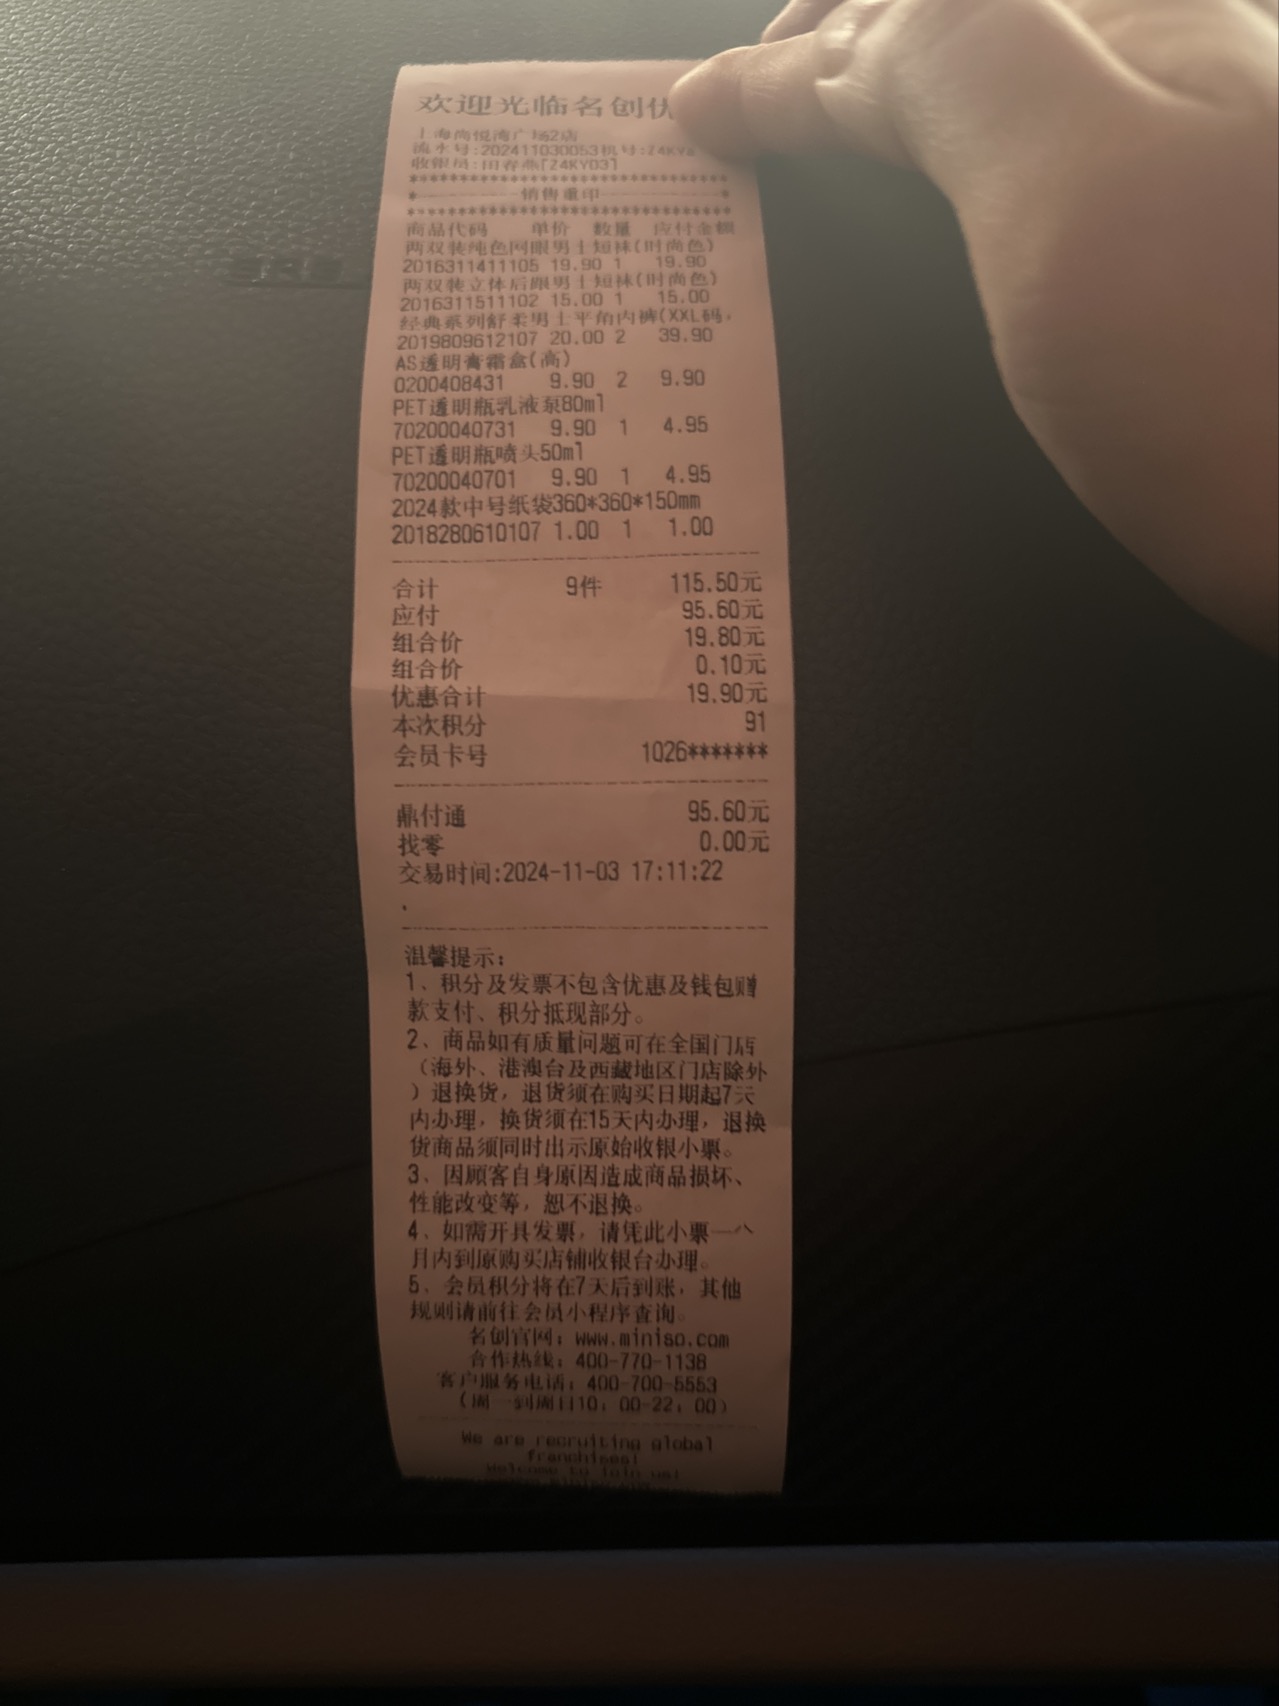 欢迎光临名创优
上海尚悦湾广场2店
流水号:202411030053机号:Z4KY
收银员:田春燕[Z4KY03]
**********************************
*--------------销售重印--------------*
**********************************
商品代码 单价 数量 应付金额
两双装纯色网眼男士短袜(时尚色)
2016311411105 19.90 1 19.90
两双装立体后跟男士短袜(时尚色)
2016311511102 15.00 1 15.00
经典系列舒柔男士平角内裤(XXL码,
2019809612107 20.00 2 39.90
AS透明膏霜盒(高)
0200408431 9.90 2 9.90
PET透明瓶乳液泵80ml
70200040731 9.90 1 4.95
PET透明瓶喷头50ml
70200040701 9.90 1 4.95
2024款中号纸袋360*360*150mm
2018280610107 1.00 1 1.00
合计 9件 115.50元
应付 95.60元
组合价 19.80元
组合价 0.10元
优惠合计 19.90元
本次积分 91
会员卡号 1026*******
鼎付通 95.60元
找零 0.00元
交易时间:2024-11-03 17:11:22
.
温馨提示:
1、积分及发票不包含优惠及钱包赠
款支付、积分抵现部分。
2、商品如有质量问题可在全国门店
（海外、港澳台及西藏地区门店除外
）退换货，退货须在购买日期起7天
内办理，换货须在15天内办理，退换
货商品须同时出示原始收银小票。
3、因顾客自身原因造成商品损坏、
性能改变等，恕不退换。
4、如需开具发票，请凭此小票一个
月内到原购买店铺收银台办理。
5、会员积分将在7天后到账，其他
规则请前往会员小程序查询。
名创官网：www.miniso.com
合作热线：400-770-1138
客户服务电话：400-700-5553
（周一到周日10：00-22：00）
We are recruiting global
franchises!
Welcome to join us!